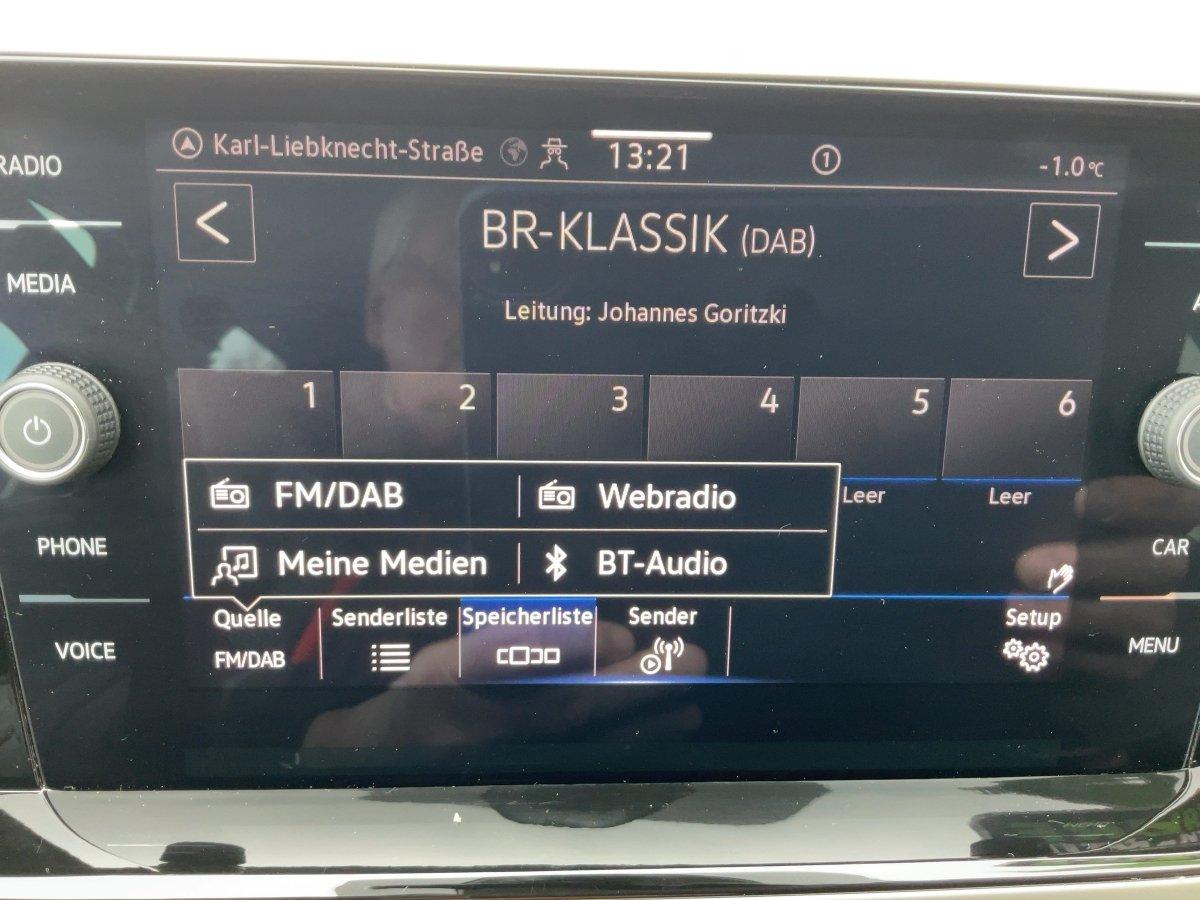 RADIO
MEDIA
PHONE
VOICE
Karl-Liebknecht-Straße
13:21
1
-1.0 °C
BR-KLASSIK (DAB)
Leitung: Johannes Goritzki
1 2 3 4 5 6
Leer Leer
FM/DAB Webradio
Meine Medien BT-Audio
Quelle Senderliste Speicherliste Sender Setup
FM/DAB
CAR
MENU